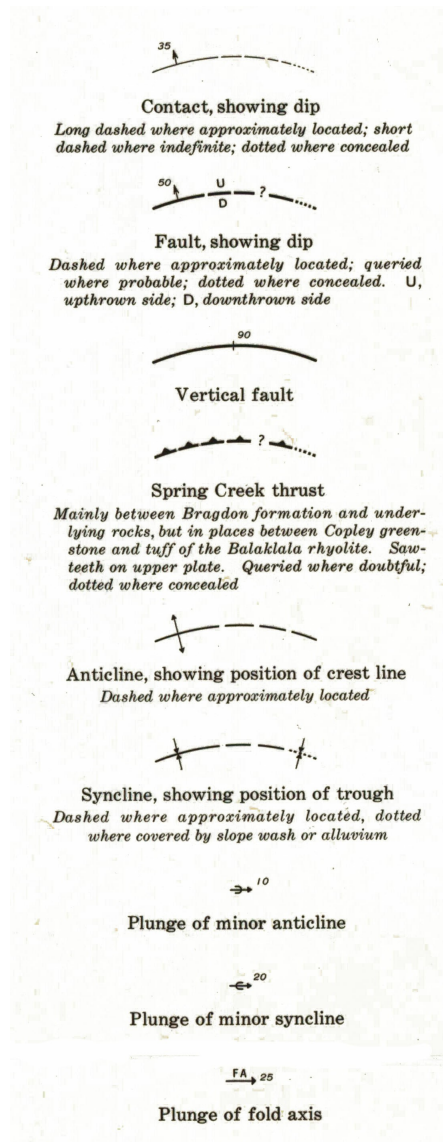 35
Contact, showing dip
Long dashed where approximately located; short
dashed where indefinite; dotted where concealed
50 U
?
D
Fault, showing dip
Dashed where approximately located; queried
where probable; dotted where concealed. U,
upthrown side; D, downthrown side
90
Vertical fault
?
Spring Creek thrust
Mainly between Bragdon formation and under-
lying rocks, but in places between Copley green-
stone and tuff of the Balaklala rhyolite. Saw-
teeth on upper plate. Queried where doubtful;
dotted where concealed
Anticline, showing position of crest line
Dashed where approximately located
Syncline, showing position of trough
Dashed where approximately located, dotted
where covered by slope wash or alluvium
10
Plunge of minor anticline
20
Plunge of minor syncline
FA 25
Plunge of fold axis